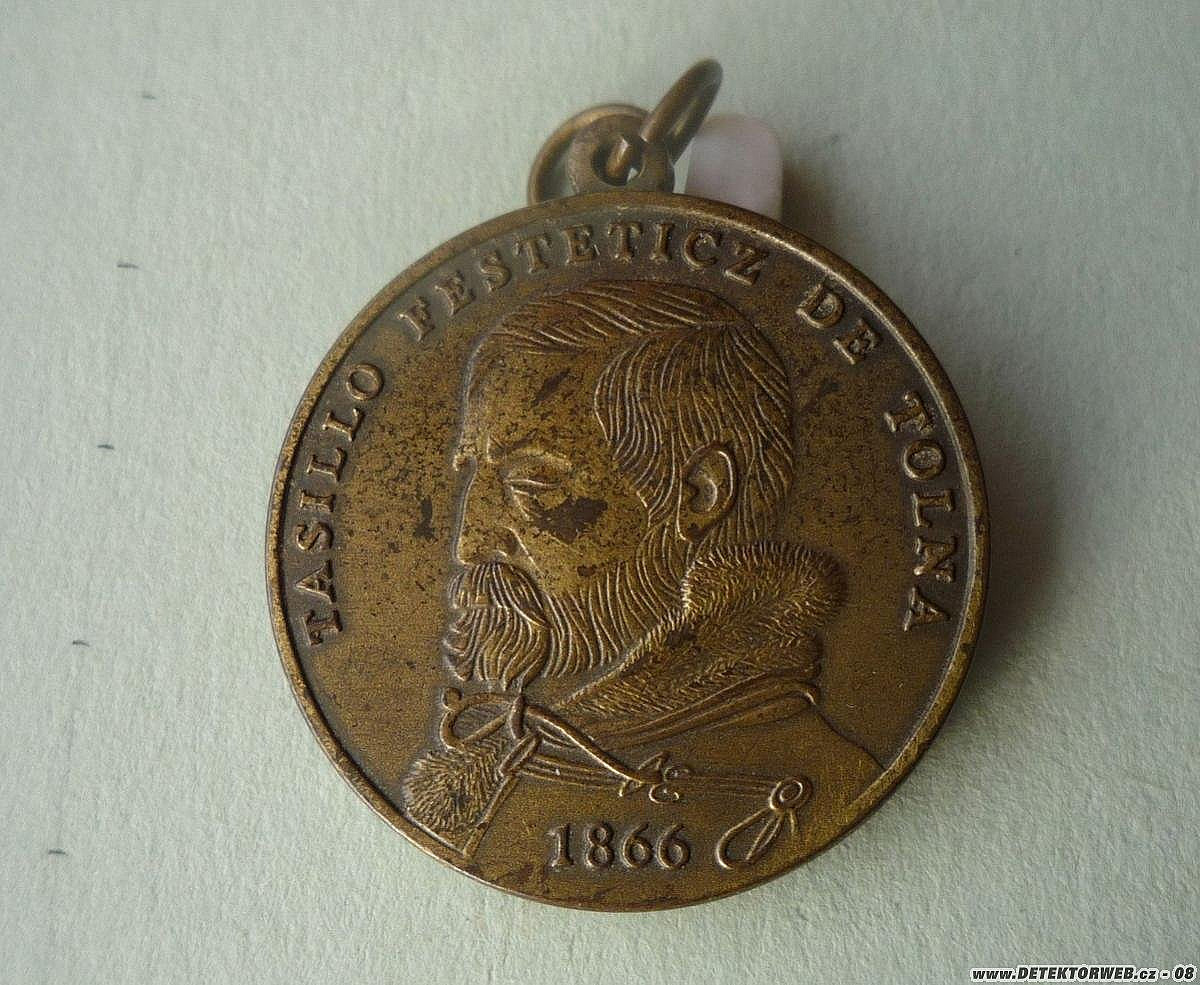 TASILLO FESTETICZ DE TOLNA
1866
www.DETEKTORWEB.cz - 08